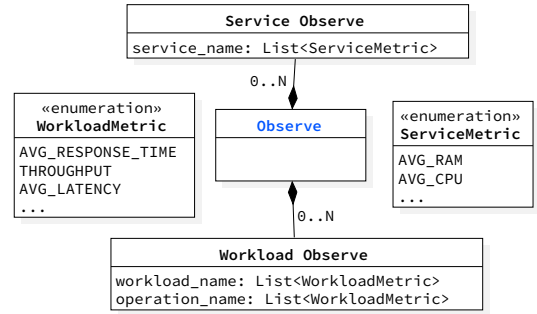 Service Observe
service_name: List<ServiceMetric>
0..N
«enumeration»
WorkloadMetric
AVG_RESPONSE_TIME
THROUGHPUT
AVG_LATENCY
...
Observe
«enumeration»
ServiceMetric
AVG_RAM
AVG_CPU
...
0..N
Workload Observe
workload_name: List<WorkloadMetric>
operation_name: List<WorkloadMetric>